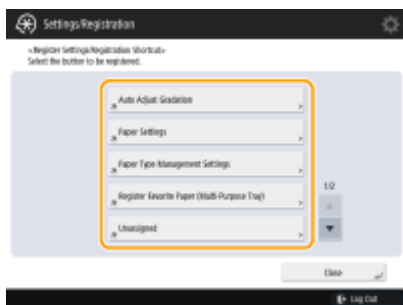 Settings/Registration
<Register Settings/Registration Shortcut>
Select the button to be registered.
Auto Adjust Gradation
Paper Settings
Paper Type Management Settings
Register Favorite Paper (Multi-Purpose Tray)
Unassigned
1/2
Close
Log Out